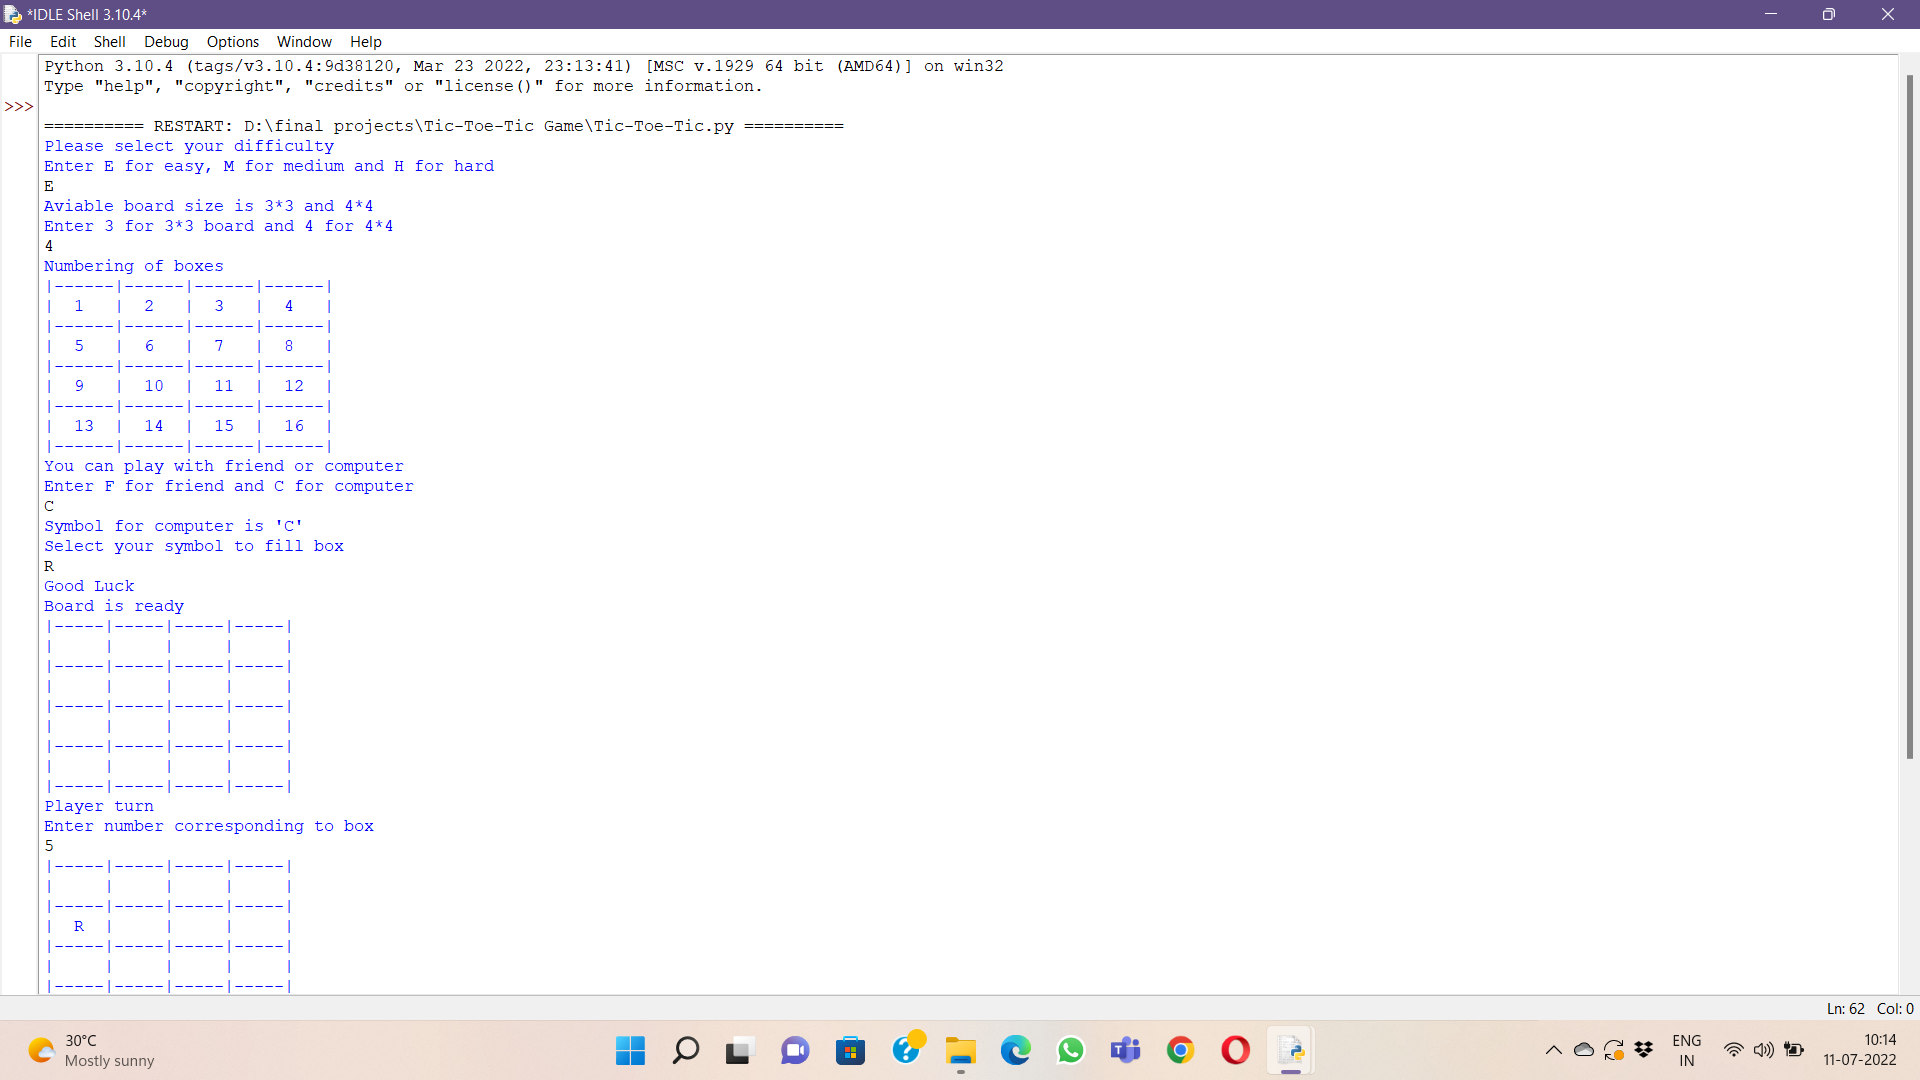 *IDLE Shell 3.10.4*
File Edit Shell Debug Options Window Help
Python 3.10.4 (tags/v3.10.4:9d38120, Mar 23 2022, 23:13:41) [MSC v.1929 64 bit (AMD64)] on win32
Type "help", "copyright", "credits" or "license()" for more information.
>>>
========== RESTART: D:\final projects\Tic-Toe-Tic Game\Tic-Toe-Tic.py ==========
Please select your difficulty
Enter E for easy, M for medium and H for hard
E
Aviable board size is 3*3 and 4*4
Enter 3 for 3*3 board and 4 for 4*4
4
Numbering of boxes
|------|------|------|------|
|  1   |  2   |  3   |  4   |
|------|------|------|------|
|  5   |  6   |  7   |  8   |
|------|------|------|------|
|  9   |  10  |  11  |  12  |
|------|------|------|------|
|  13  |  14  |  15  |  16  |
|------|------|------|------|
You can play with friend or computer
Enter F for friend and C for computer
C
Symbol for computer is 'C'
Select your symbol to fill box
R
Good Luck
Board is ready
|-----|-----|-----|-----|
|     |     |     |     |
|-----|-----|-----|-----|
|     |     |     |     |
|-----|-----|-----|-----|
|     |     |     |     |
|-----|-----|-----|-----|
|     |     |     |     |
|-----|-----|-----|-----|
Player turn
Enter number corresponding to box
5
|-----|-----|-----|-----|
|     |     |     |     |
|-----|-----|-----|-----|
|  R  |     |     |     |
|-----|-----|-----|-----|
|     |     |     |     |
|-----|-----|-----|-----|
Ln: 62 Col: 0
30°C
Mostly sunny
ENG
IN
10:14
11-07-2022